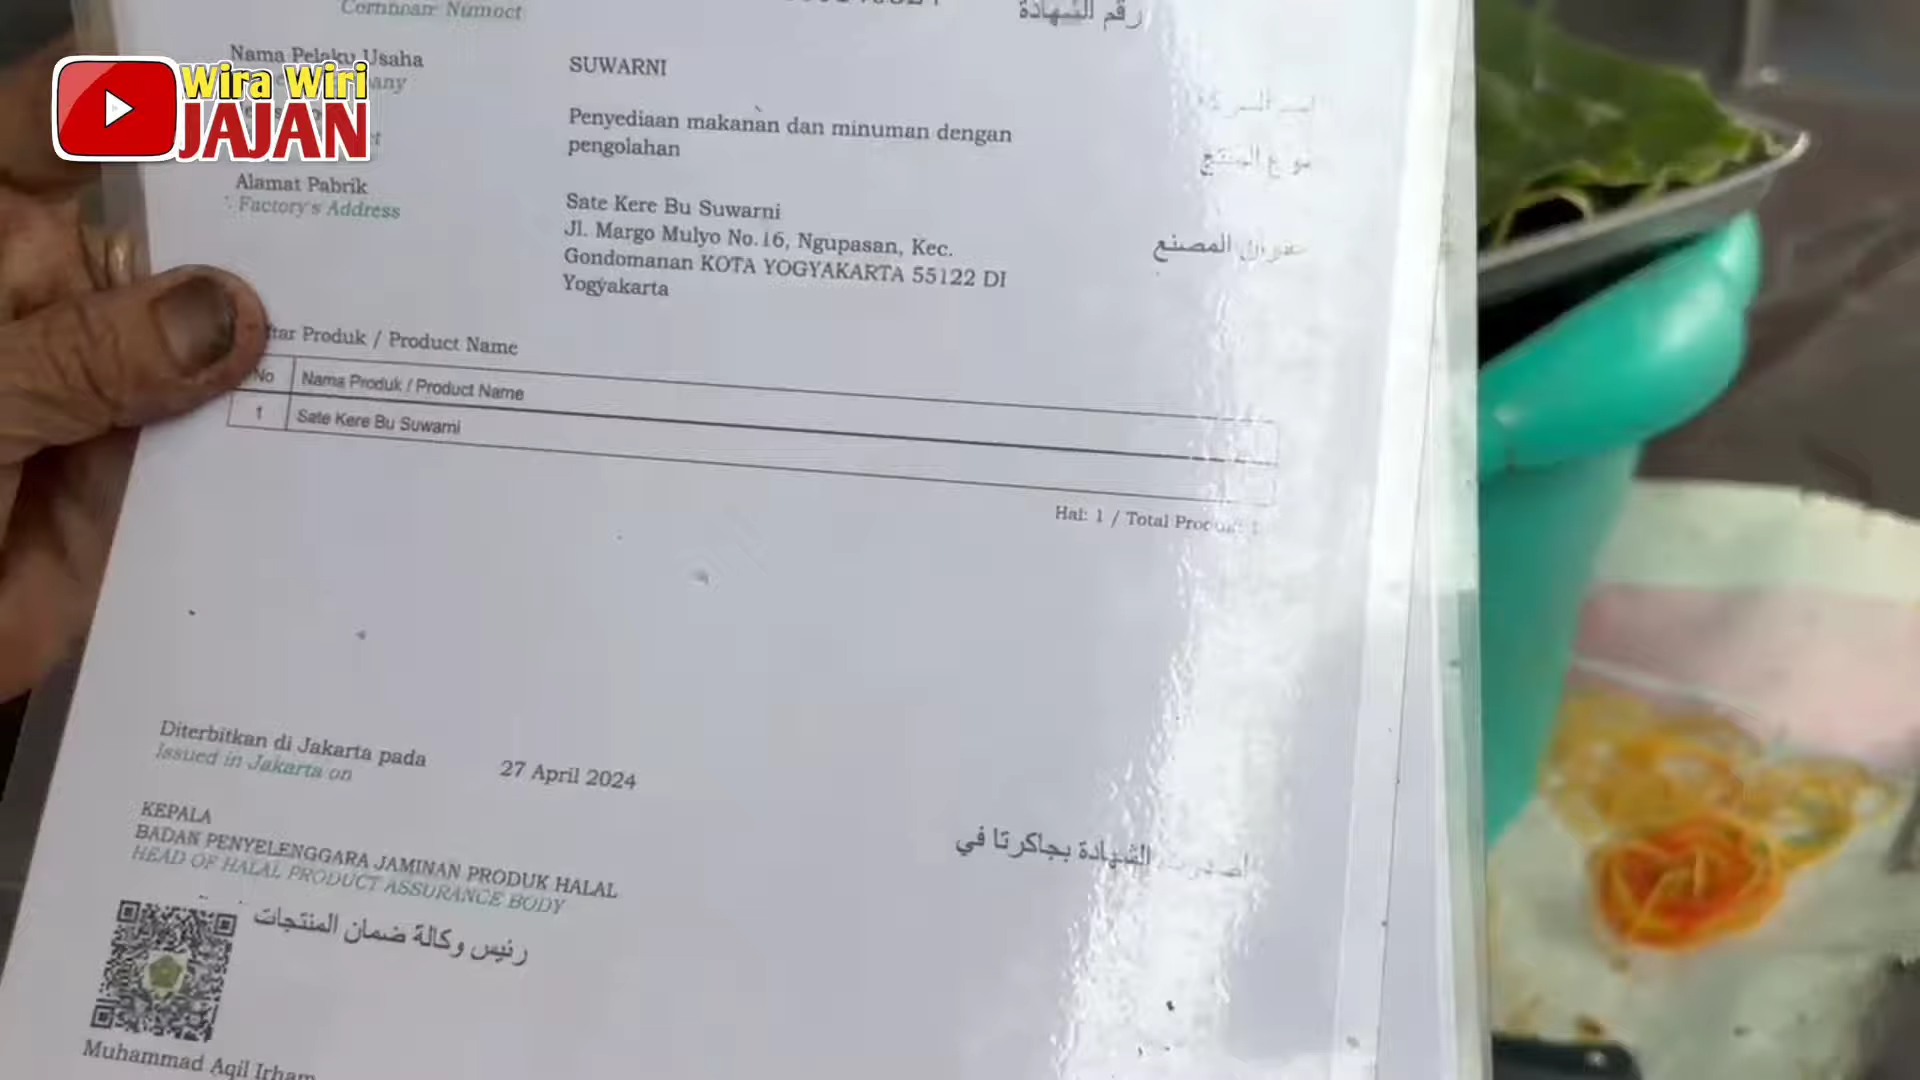 رقم الشهادة
Nama Pelaku Usaha
SUWARNI
Wira Wiri
JAJAN
Penyediaan makanan dan minuman dengan
pengolahan
المنتج
Alamat Pabrik
Factory's Address
Sate Kere Bu Suwarni
Jl. Margo Mulyo No.16, Ngupasan, Kec.
Gondomanan KOTA YOGYAKARTA 55122 DI
Yogyakarta
المصنع
Produk / Product Name
No Nama Produk / Product Name
1 Sate Kere Bu Suwarni
Hal: 1 / Total
Diterbitkan di Jakarta pada 27 April 2024
Issued in Jakarta on
الشهادة بجاكرتا في
KEPALA
BADAN PENYELENGGARA JAMINAN PRODUK HALAL
HEAD OF HALAL PRODUCT ASSURANCE BODY
رئيس وكالة ضمان المنتجات
Muhammad Aqil Irham